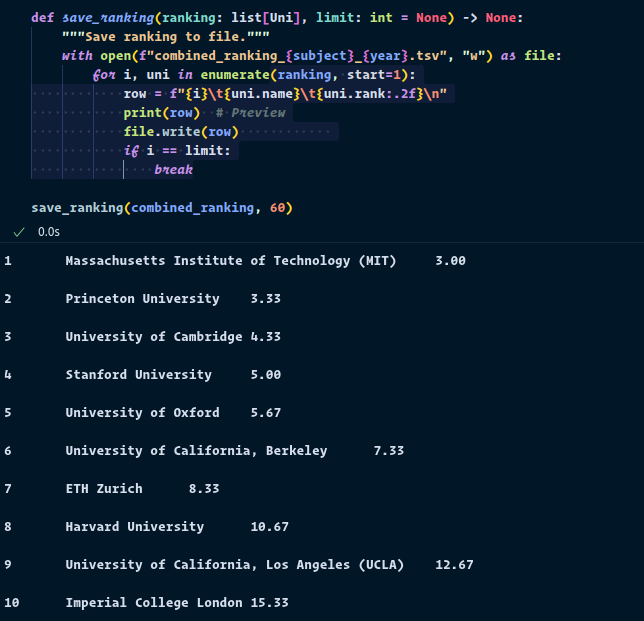 def save_ranking(ranking: list[Uni], limit: int = None) -> None:
    """Save ranking to file."""
    with open(f"combined_ranking_{subject}_{year}.tsv", "w") as file:
        for i, uni in enumerate(ranking, start=1):
            row = f"{i}\t{uni.name}\t{uni.rank:.2f}\n"
            print(row)  # Preview
            file.write(row)
            if i == limit:
                break
save_ranking(combined_ranking, 60)
✓ 0.0s
1 Massachusetts Institute of Technology (MIT) 3.00
2 Princeton University 3.33
3 University of Cambridge 4.33
4 Stanford University 5.00
5 University of Oxford 5.67
6 University of California, Berkeley 7.33
7 ETH Zurich 8.33
8 Harvard University 10.67
9 University of California, Los Angeles (UCLA) 12.67
10 Imperial College London 15.33